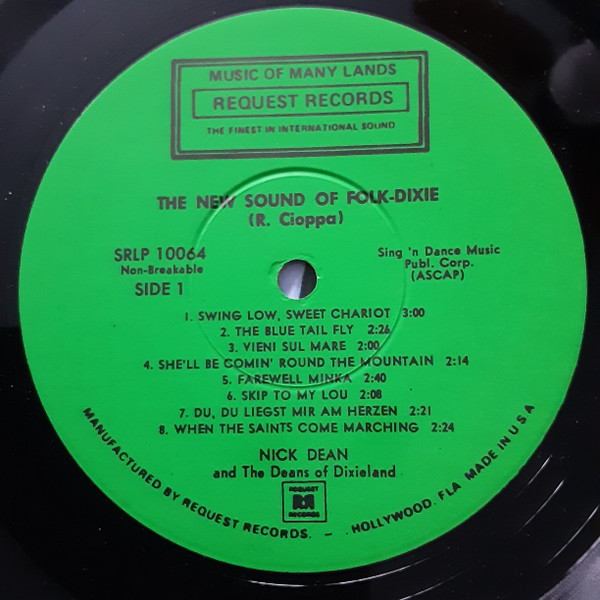 MUSIC OF MANY LANDS
REQUEST RECORDS
THE FINEST IN INTERNATIONAL SOUND
THE NEW SOUND OF FOLK-DIXIE
(R. Cioppa)
SRLP 10064
Non-Breakable
SIDE 1
Sing 'n Dance Music
Publ. Corp.
(ASCAP)
1. SWING LOW, SWEET CHARIOT 3:00
2. THE BLUE TAIL FLY 2:26
3. VIENI SUL MARE 2:00
4. SHE'LL BE COMIN' ROUND THE MOUNTAIN 2:14
5. FAREWELL MINKA 2:40
6. SKIP TO MY LOU 2:08
7. DU, DU LIEGST MIR AM HERZEN 2:21
8. WHEN THE SAINTS COME MARCHING 2:24
NICK DEAN
and The Deans of Dixieland
REQUEST
RR
RECORDS
MANUFACTURED BY REQUEST RECORDS. - HOLLYWOOD. FLA MADE IN U.S.A